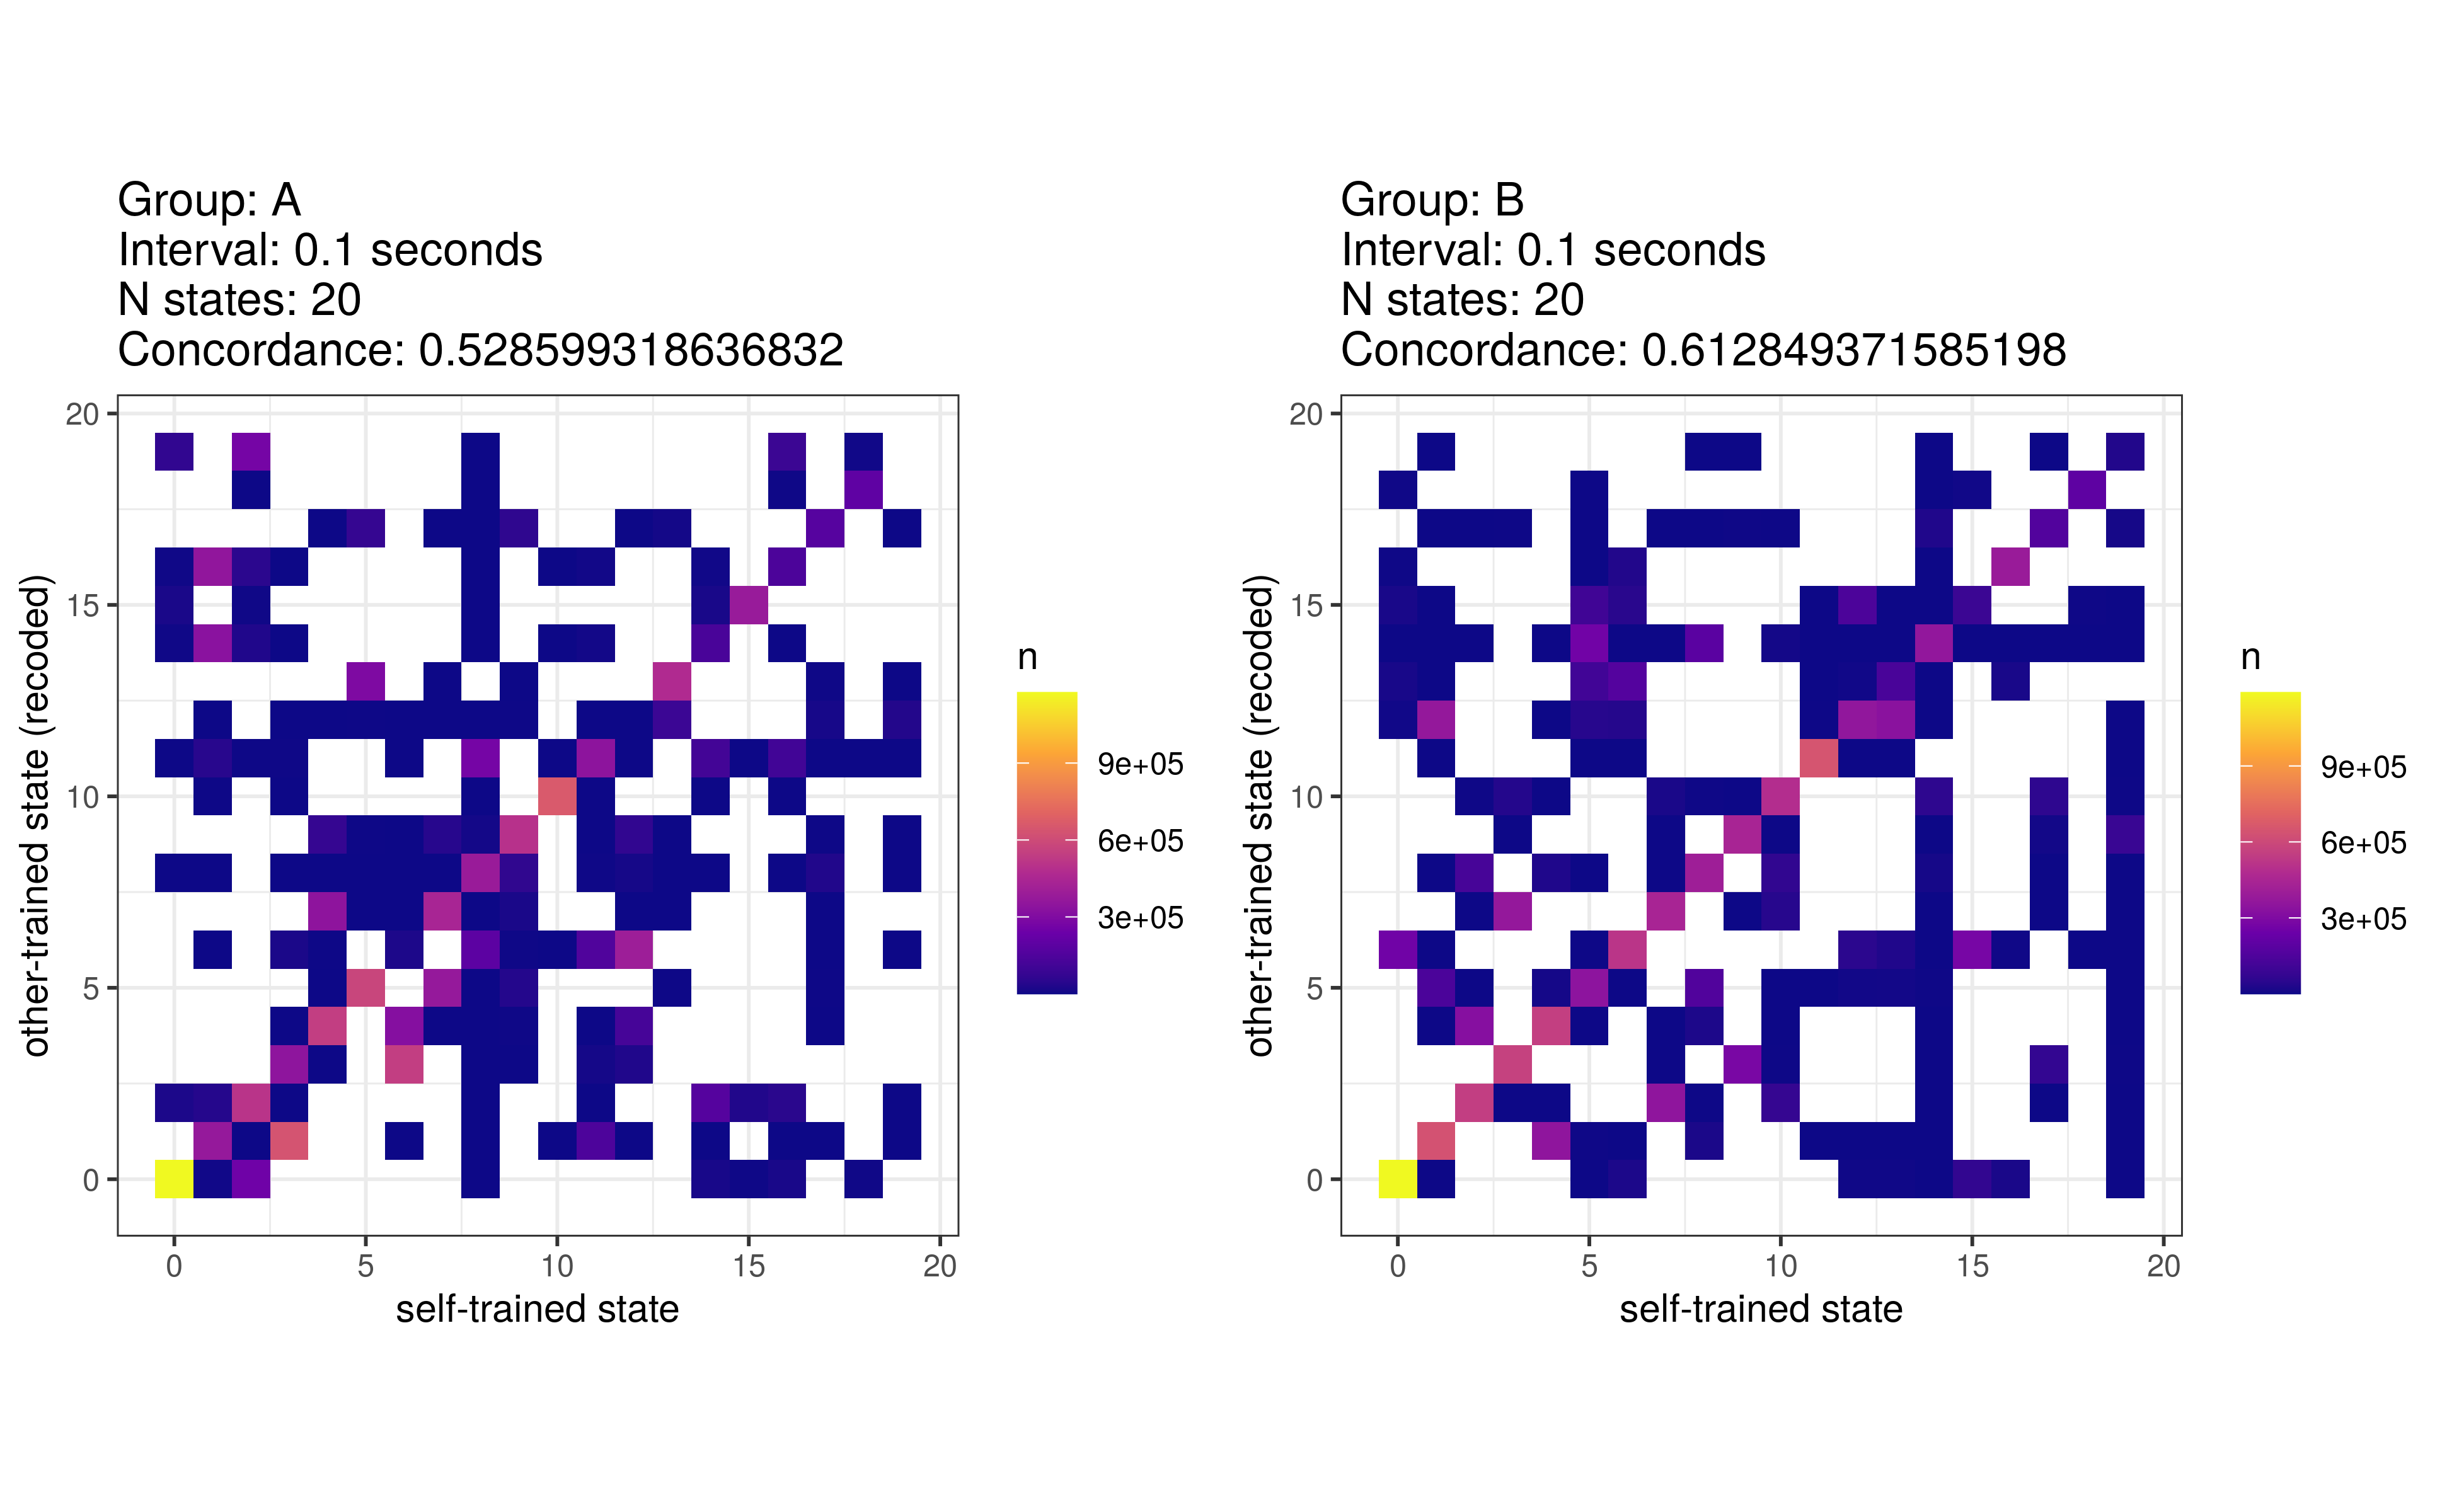 Group: A
Interval: 0.1 seconds
N states: 20
Concordance: 0.528599318636832
20
15
10
5
0
other-trained state (recoded)
0 5 10 15 20
self-trained state
n
9e+05
6e+05
3e+05
Group: B
Interval: 0.1 seconds
N states: 20
Concordance: 0.612849371585198
20
15
10
5
0
other-trained state (recoded)
0 5 10 15 20
self-trained state
n
9e+05
6e+05
3e+05